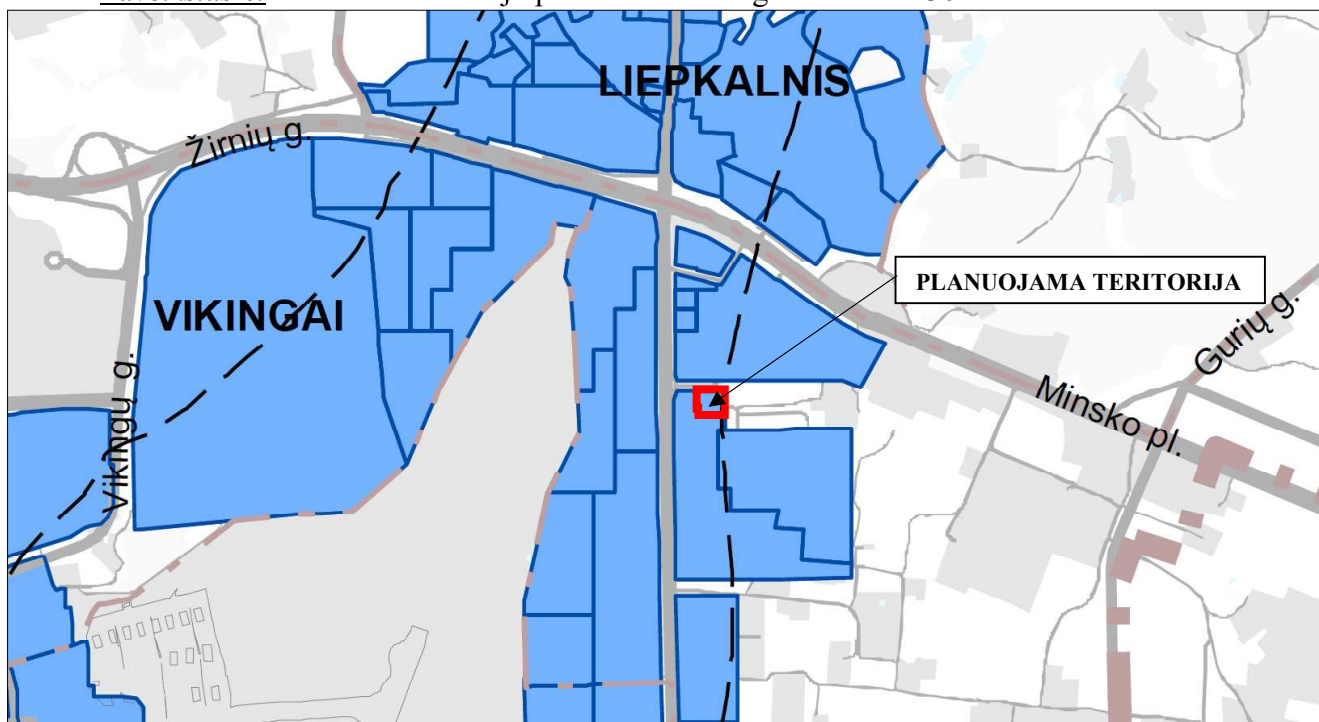 LIEPKALNIS
Žirnių g.
PLANUOJAMA TERITORIJA
VIKINGAI
Gurių g.
Vikingų g.
Minsko pl.